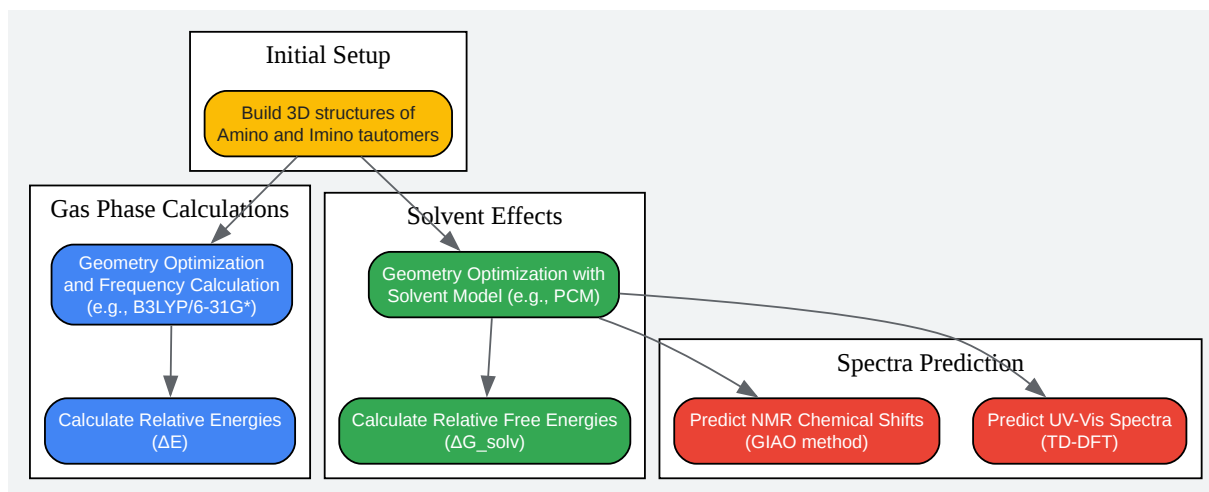 Initial Setup
Build 3D structures of
Amino and Imino tautomers
Gas Phase Calculations
Geometry Optimization
and Frequency Calculation
(e.g., B3LYP/6-31G*)
Calculate Relative Energies
(ΔE)
Solvent Effects
Geometry Optimization with
Solvent Model (e.g., PCM)
Calculate Relative Free Energies
(ΔG_solv)
Spectra Prediction
Predict NMR Chemical Shifts
(GIAO method)
Predict UV-Vis Spectra
(TD-DFT)